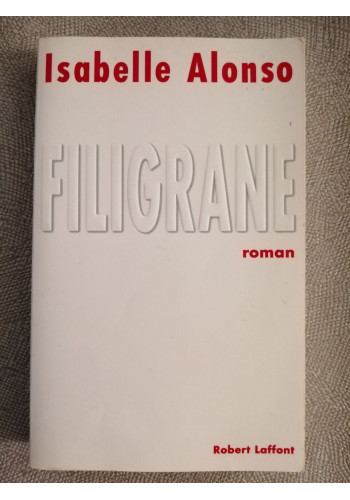 Isabelle Alonso
FILIGRANE
roman
Robert Laffont